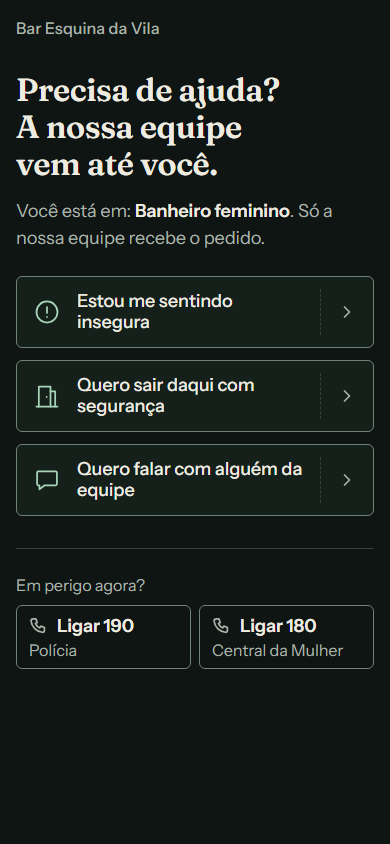 Bar Esquina da Vila
Precisa de ajuda?
A nossa equipe
vem até você.
Você está em: Banheiro feminino. Só a
nossa equipe recebe o pedido.
Estou me sentindo
insegura
Quero sair daqui com
segurança
Quero falar com alguém da
equipe
Em perigo agora?
Ligar 190
Polícia
Ligar 180
Central da Mulher